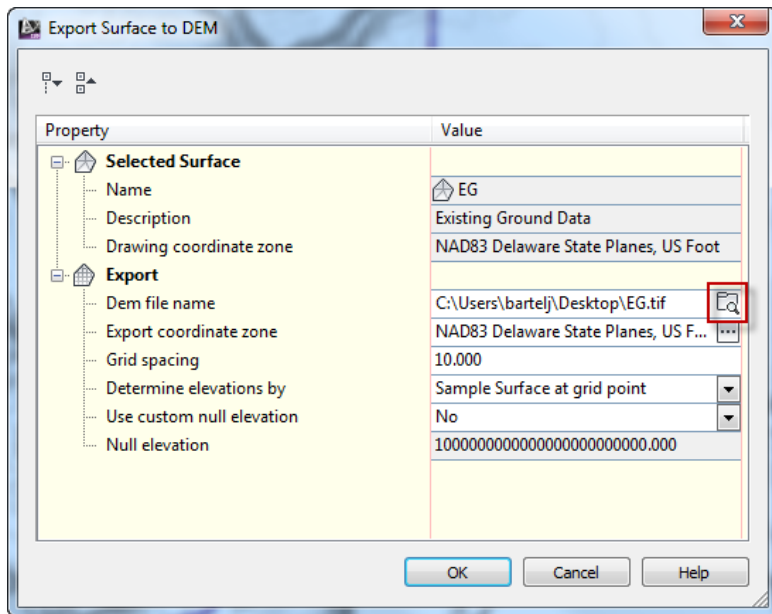 Export Surface to DEM
Property Value
Selected Surface
Name EG
Description Existing Ground Data
Drawing coordinate zone NAD83 Delaware State Planes, US Foot
Export
Dem file name C:\Users\bartelj\Desktop\EG.tif
Export coordinate zone NAD83 Delaware State Planes, US F... ...
Grid spacing 10.000
Determine elevations by Sample Surface at grid point
Use custom null elevation No
Null elevation
OK Cancel Help